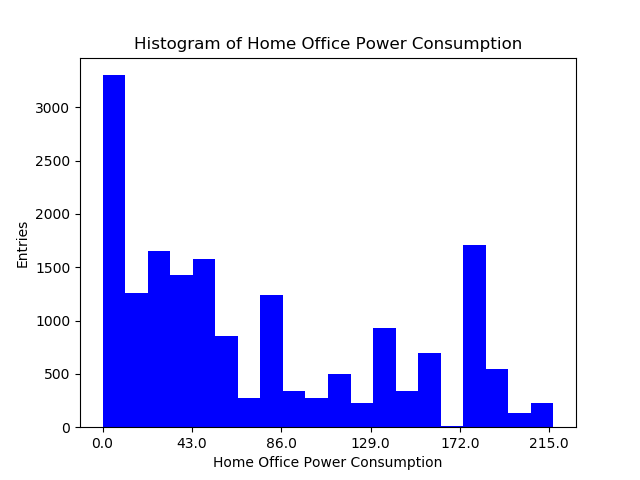 Histogram of Home Office Power Consumption
3000
2500
2000
1500
1000
500
0
Entries
0.0 43.0 86.0 129.0 172.0 215.0
Home Office Power Consumption